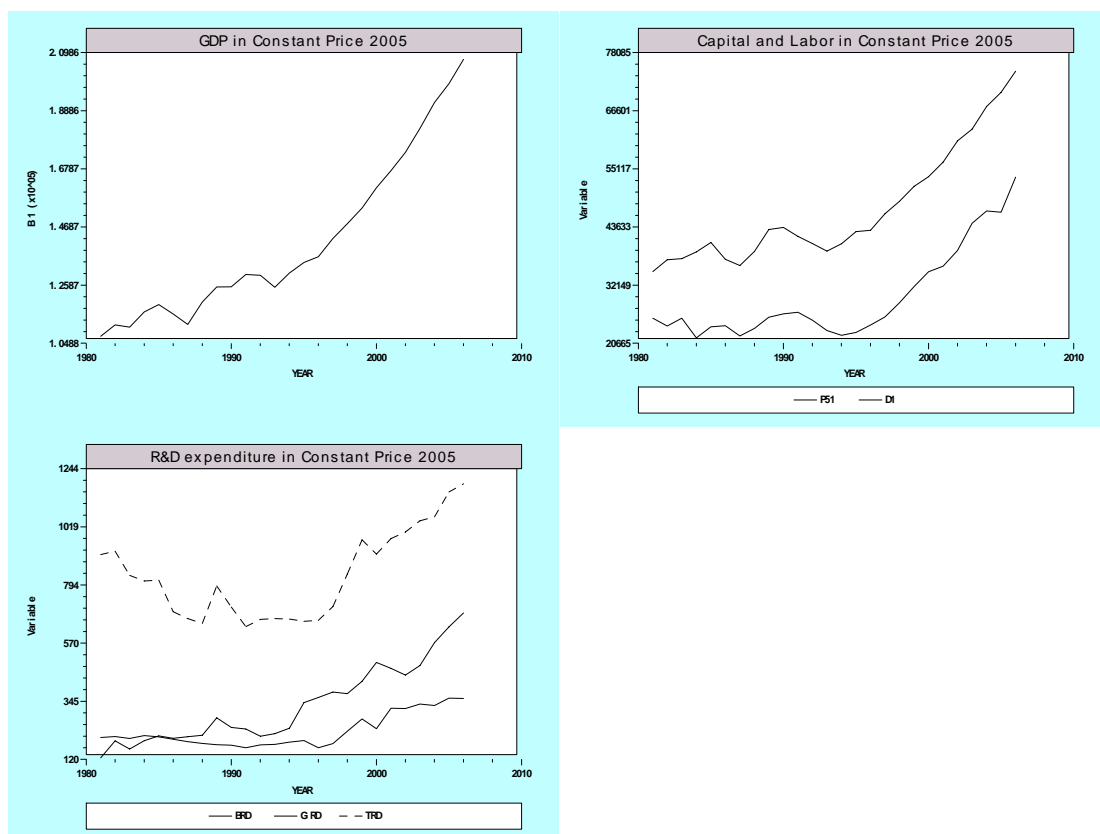 GDP in Constant Price 2005
2.0986
1.8886
1.6787
1.4687
1.2587
1.0488
B1 (x10^05)
1980 1990 2000 2010
YEAR
Capital and Labor in Constant Price 2005
78085
66601
55117
43633
32149
20665
Variable
1980 1990 2000 2010
YEAR
P51 D1
R&D expenditure in Constant Price 2005
1244
1019
794
570
345
120
Variable
1980 1990 2000 2010
YEAR
BRD GRD TRD